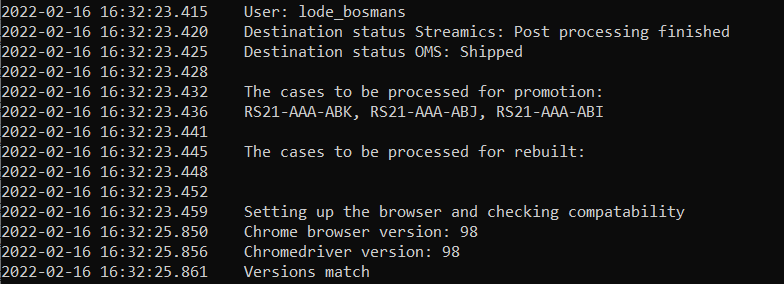 2022-02-16 16:32:23.415 User: lode_bosmans
2022-02-16 16:32:23.420 Destination status Streamics: Post processing finished
2022-02-16 16:32:23.425 Destination status OMS: Shipped
2022-02-16 16:32:23.428
2022-02-16 16:32:23.432 The cases to be processed for promotion:
2022-02-16 16:32:23.436 RS21-AAA-ABK, RS21-AAA-ABJ, RS21-AAA-ABI
2022-02-16 16:32:23.441
2022-02-16 16:32:23.445 The cases to be processed for rebuilt:
2022-02-16 16:32:23.448
2022-02-16 16:32:23.452
2022-02-16 16:32:23.459 Setting up the browser and checking compatability
2022-02-16 16:32:25.850 Chrome browser version: 98
2022-02-16 16:32:25.856 Chromedriver version: 98
2022-02-16 16:32:25.861 Versions match